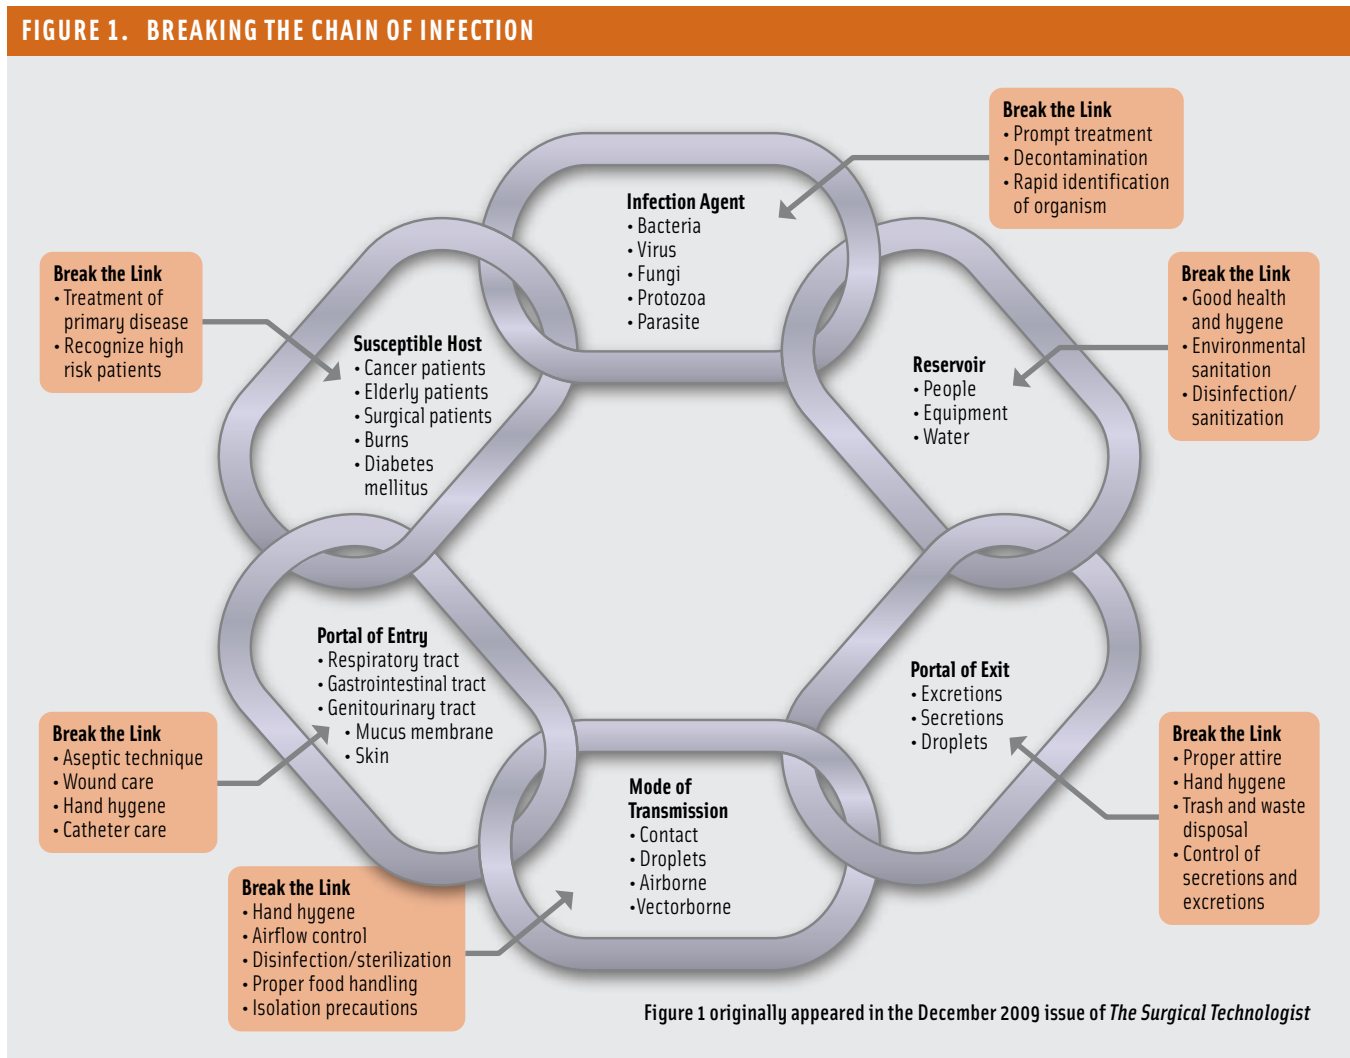 FIGURE 1. BREAKING THE CHAIN OF INFECTION
Break the Link
• Prompt treatment
• Decontamination
• Rapid identification
of organism
Infection Agent
• Bacteria
• Virus
• Fungi
• Protozoa
• Parasite
Break the Link
• Good health
and hygene
• Environmental
sanitation
• Disinfection/
sanitization
Reservoir
• People
• Equipment
• Water
Break the Link
• Proper attire
• Hand hygene
• Trash and waste
disposal
• Control of
secretions and
excretions
Portal of Exit
• Excretions
• Secretions
• Droplets
Mode of
Transmission
• Contact
• Droplets
• Airborne
•Vectorborne
Break the Link
• Hand hygene
• Airflow control
• Disinfection/sterilization
• Proper food handling
• Isolation precautions
Portal of Entry
• Respiratory tract
• Gastrointestinal tract
• Genitourinary tract
• Mucus membrane
• Skin
Break the Link
• Aseptic technique
• Wound care
• Hand hygene
• Catheter care
Susceptible Host
• Cancer patients
• Elderly patients
• Surgical patients
• Burns
• Diabetes
mellitus
Break the Link
• Treatment of
primary disease
• Recognize high
risk patients
Figure 1 originally appeared in the December 2009 issue of The Surgical Technologist